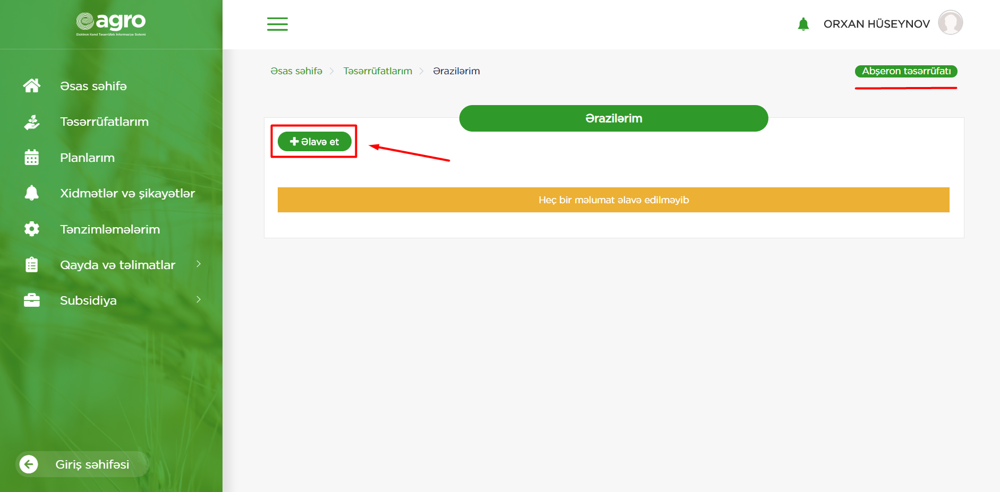 eagro
Elektron Kənd Təsərrüfatı İnformasiya Sistemi
ORXAN HÜSEYNOV
Əsas səhifə
Təsərrüfatlarım
Planlarım
Xidmətlər və şikayətlər
Tənzimləmələrim
Qayda və təlimatlar
Subsidiya
Giriş səhifəsi
Əsas səhifə > Təsərrüfatlarım > Ərazilərim
Abşeron təsərrüfatı
Ərazilərim
+ Əlavə et
Heç bir məlumat əlavə edilməyib